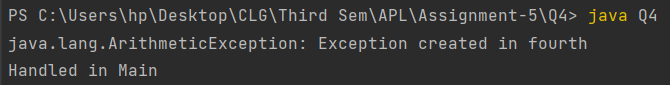 PS C:\Users\hp\Desktop\CLG\Third Sem\APL\Assignment-5\Q4> java Q4
java.lang.ArithmeticException: Exception created in fourth
Handled in Main